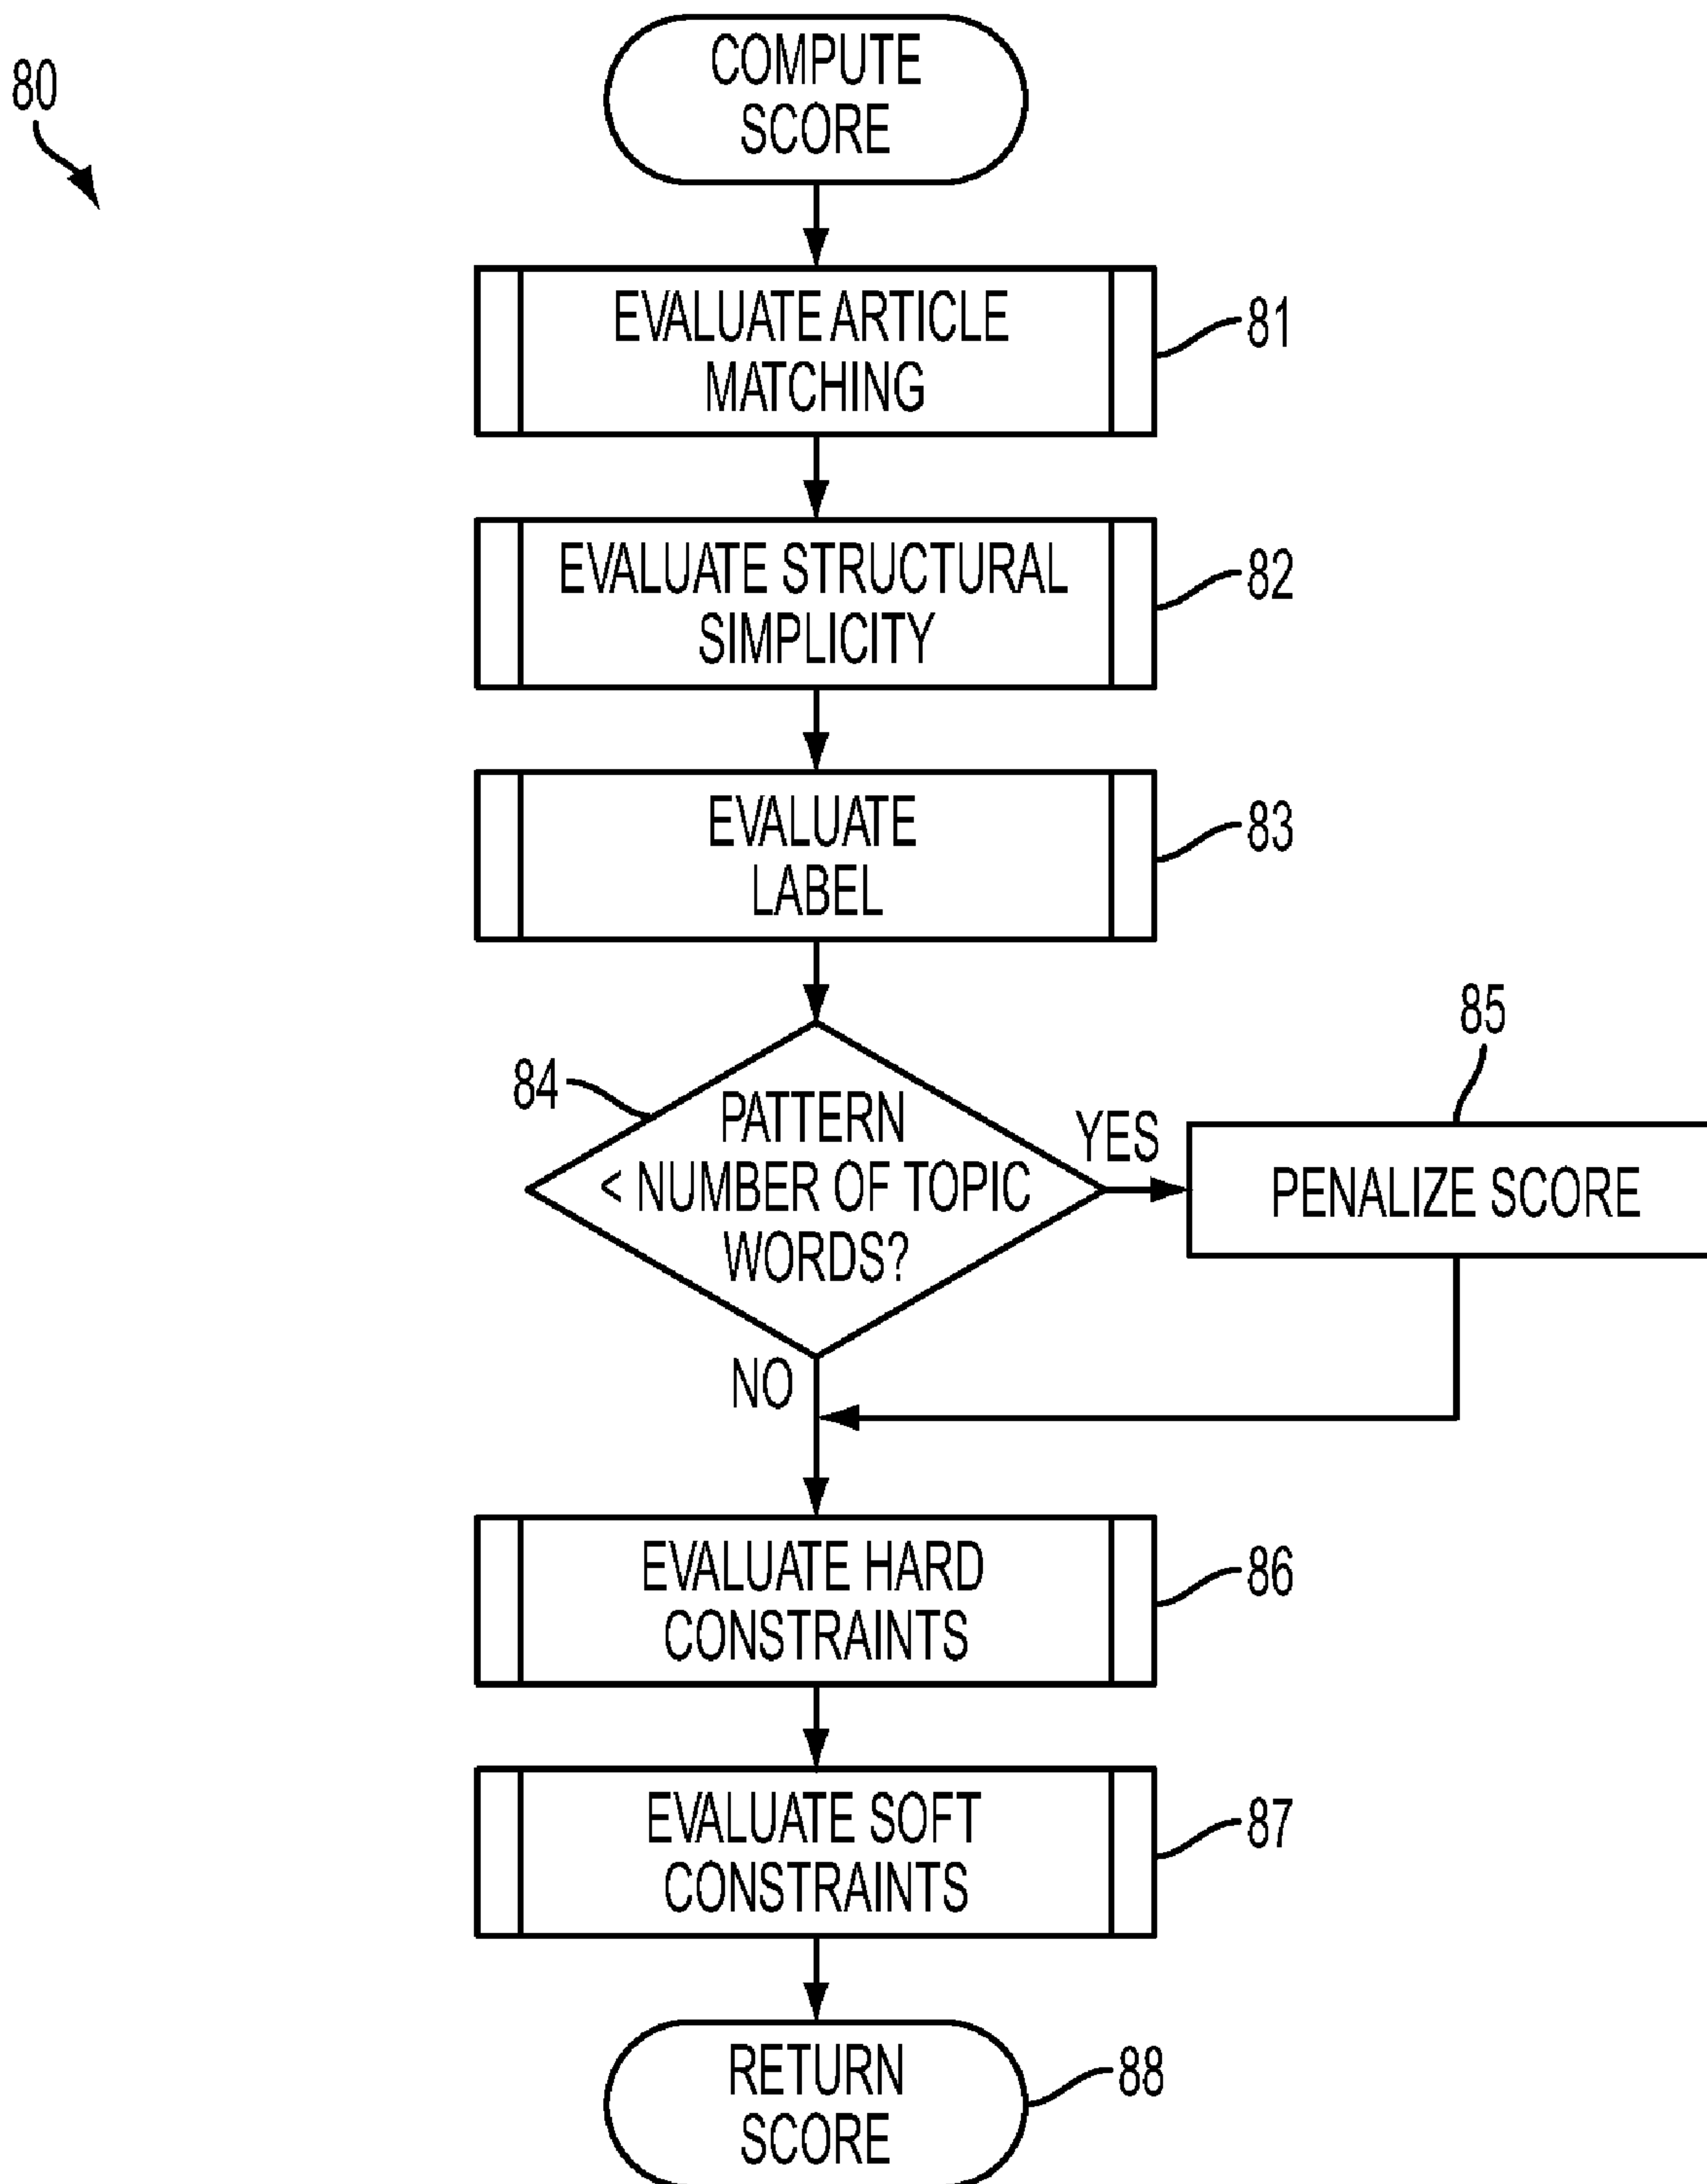 80
COMPUTE
SCORE
EVALUATE ARTICLE
MATCHING
81
EVALUATE STRUCTURAL
SIMPLICITY
82
EVALUATE
LABEL
83
84
PATTERN
< NUMBER OF TOPIC
WORDS?
YES
85
PENALIZE SCORE
NO
EVALUATE HARD
CONSTRAINTS
86
EVALUATE SOFT
CONSTRAINTS
87
RETURN
SCORE
88